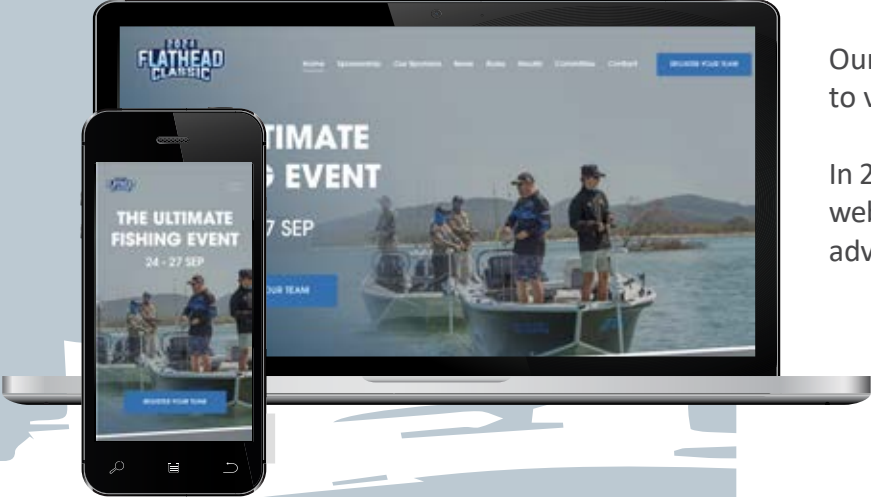 2024
FLATHEAD
CLASSIC
Home Sponsorship Our Sponsors News Rules Results Committee Contact
REGISTER YOUR TEAM
TIMATE
EVENT
7 SEP
OUR TEAM
THE ULTIMATE
FISHING EVENT
24 - 27 SEP
REGISTER YOUR TEAM
Our
to v
In 2
web
adv